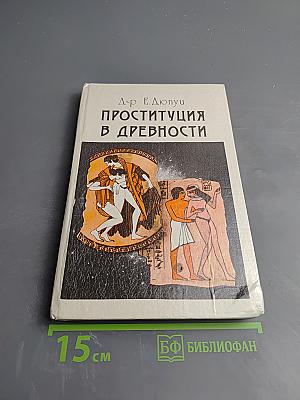 Д-р Е. Дюпуи
ПРОСТИТУЦИЯ
В ДРЕВНОСТИ
15 см
БФ БИБЛИОФАН